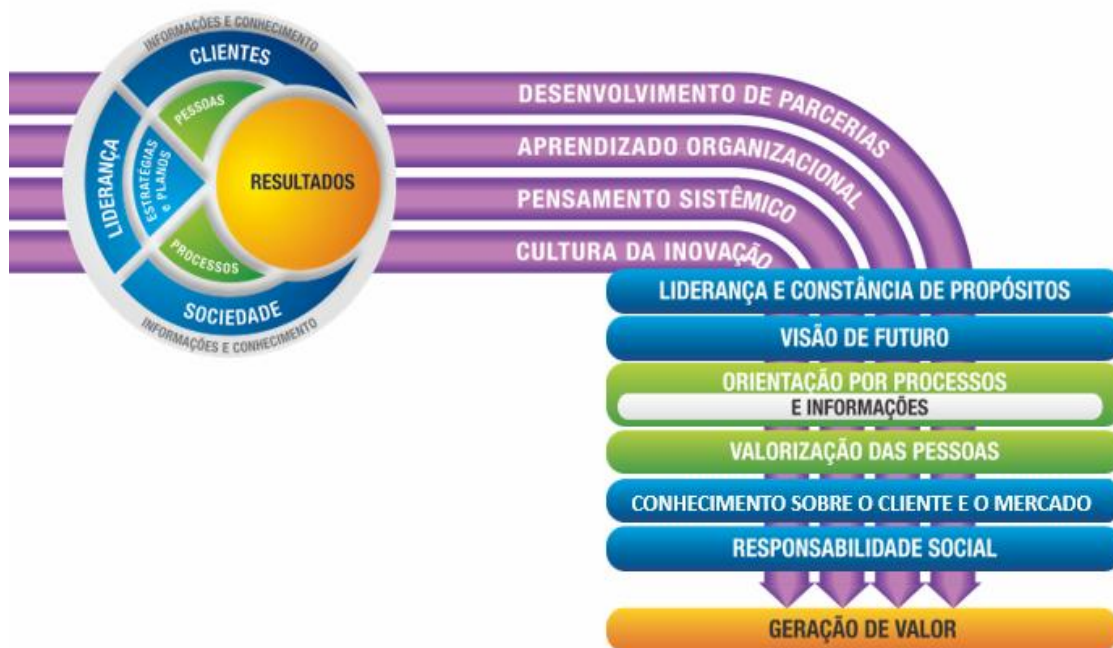 INFORMAÇÕES E CONHECIMENTO
CLIENTES
PESSOAS
LIDERANÇA
ESTRATÉGIAS
e PLANOS
RESULTADOS
PROCESSOS
SOCIEDADE
INFORMAÇÕES E CONHECIMENTO
DESENVOLVIMENTO DE PARCERIAS
APRENDIZADO ORGANIZACIONAL
PENSAMENTO SISTÊMICO
CULTURA DA INOVAÇÃO
LIDERANÇA E CONSTÂNCIA DE PROPÓSITOS
VISÃO DE FUTURO
ORIENTAÇÃO POR PROCESSOS
E INFORMAÇÕES
VALORIZAÇÃO DAS PESSOAS
CONHECIMENTO SOBRE O CLIENTE E O MERCADO
RESPONSABILIDADE SOCIAL
GERAÇÃO DE VALOR